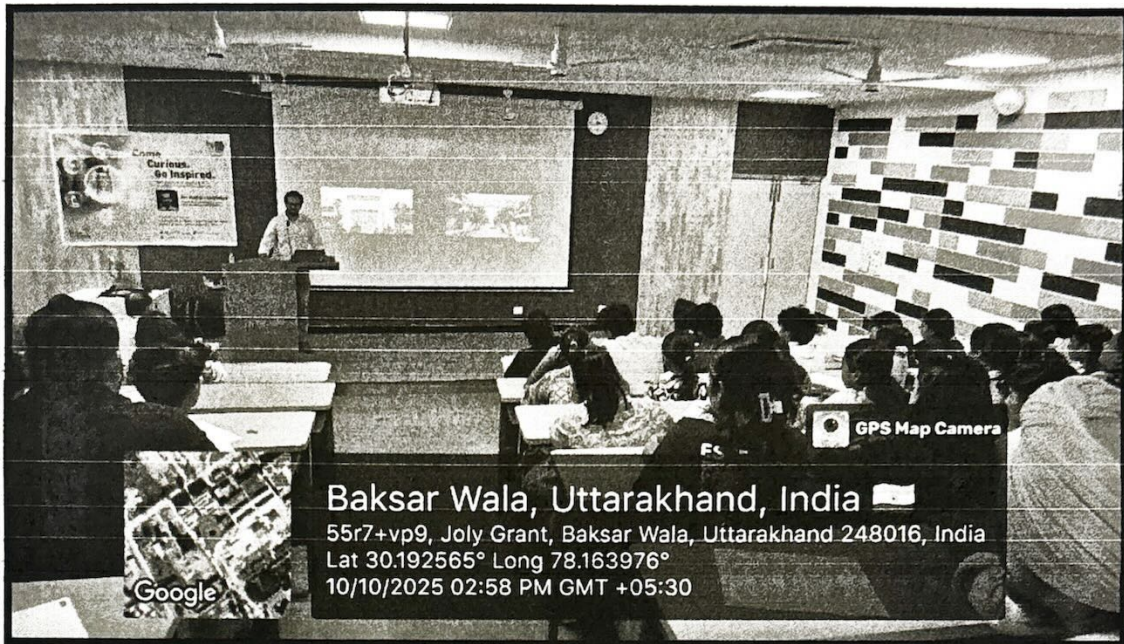 Come
Curious.
Go Inspired.
GPS Map Camera
Baksar Wala, Uttarakhand, India
55r7+vp9, Joly Grant, Baksar Wala, Uttarakhand 248016, India
Lat 30.192565° Long 78.163976°
10/10/2025 02:58 PM GMT +05:30
Google